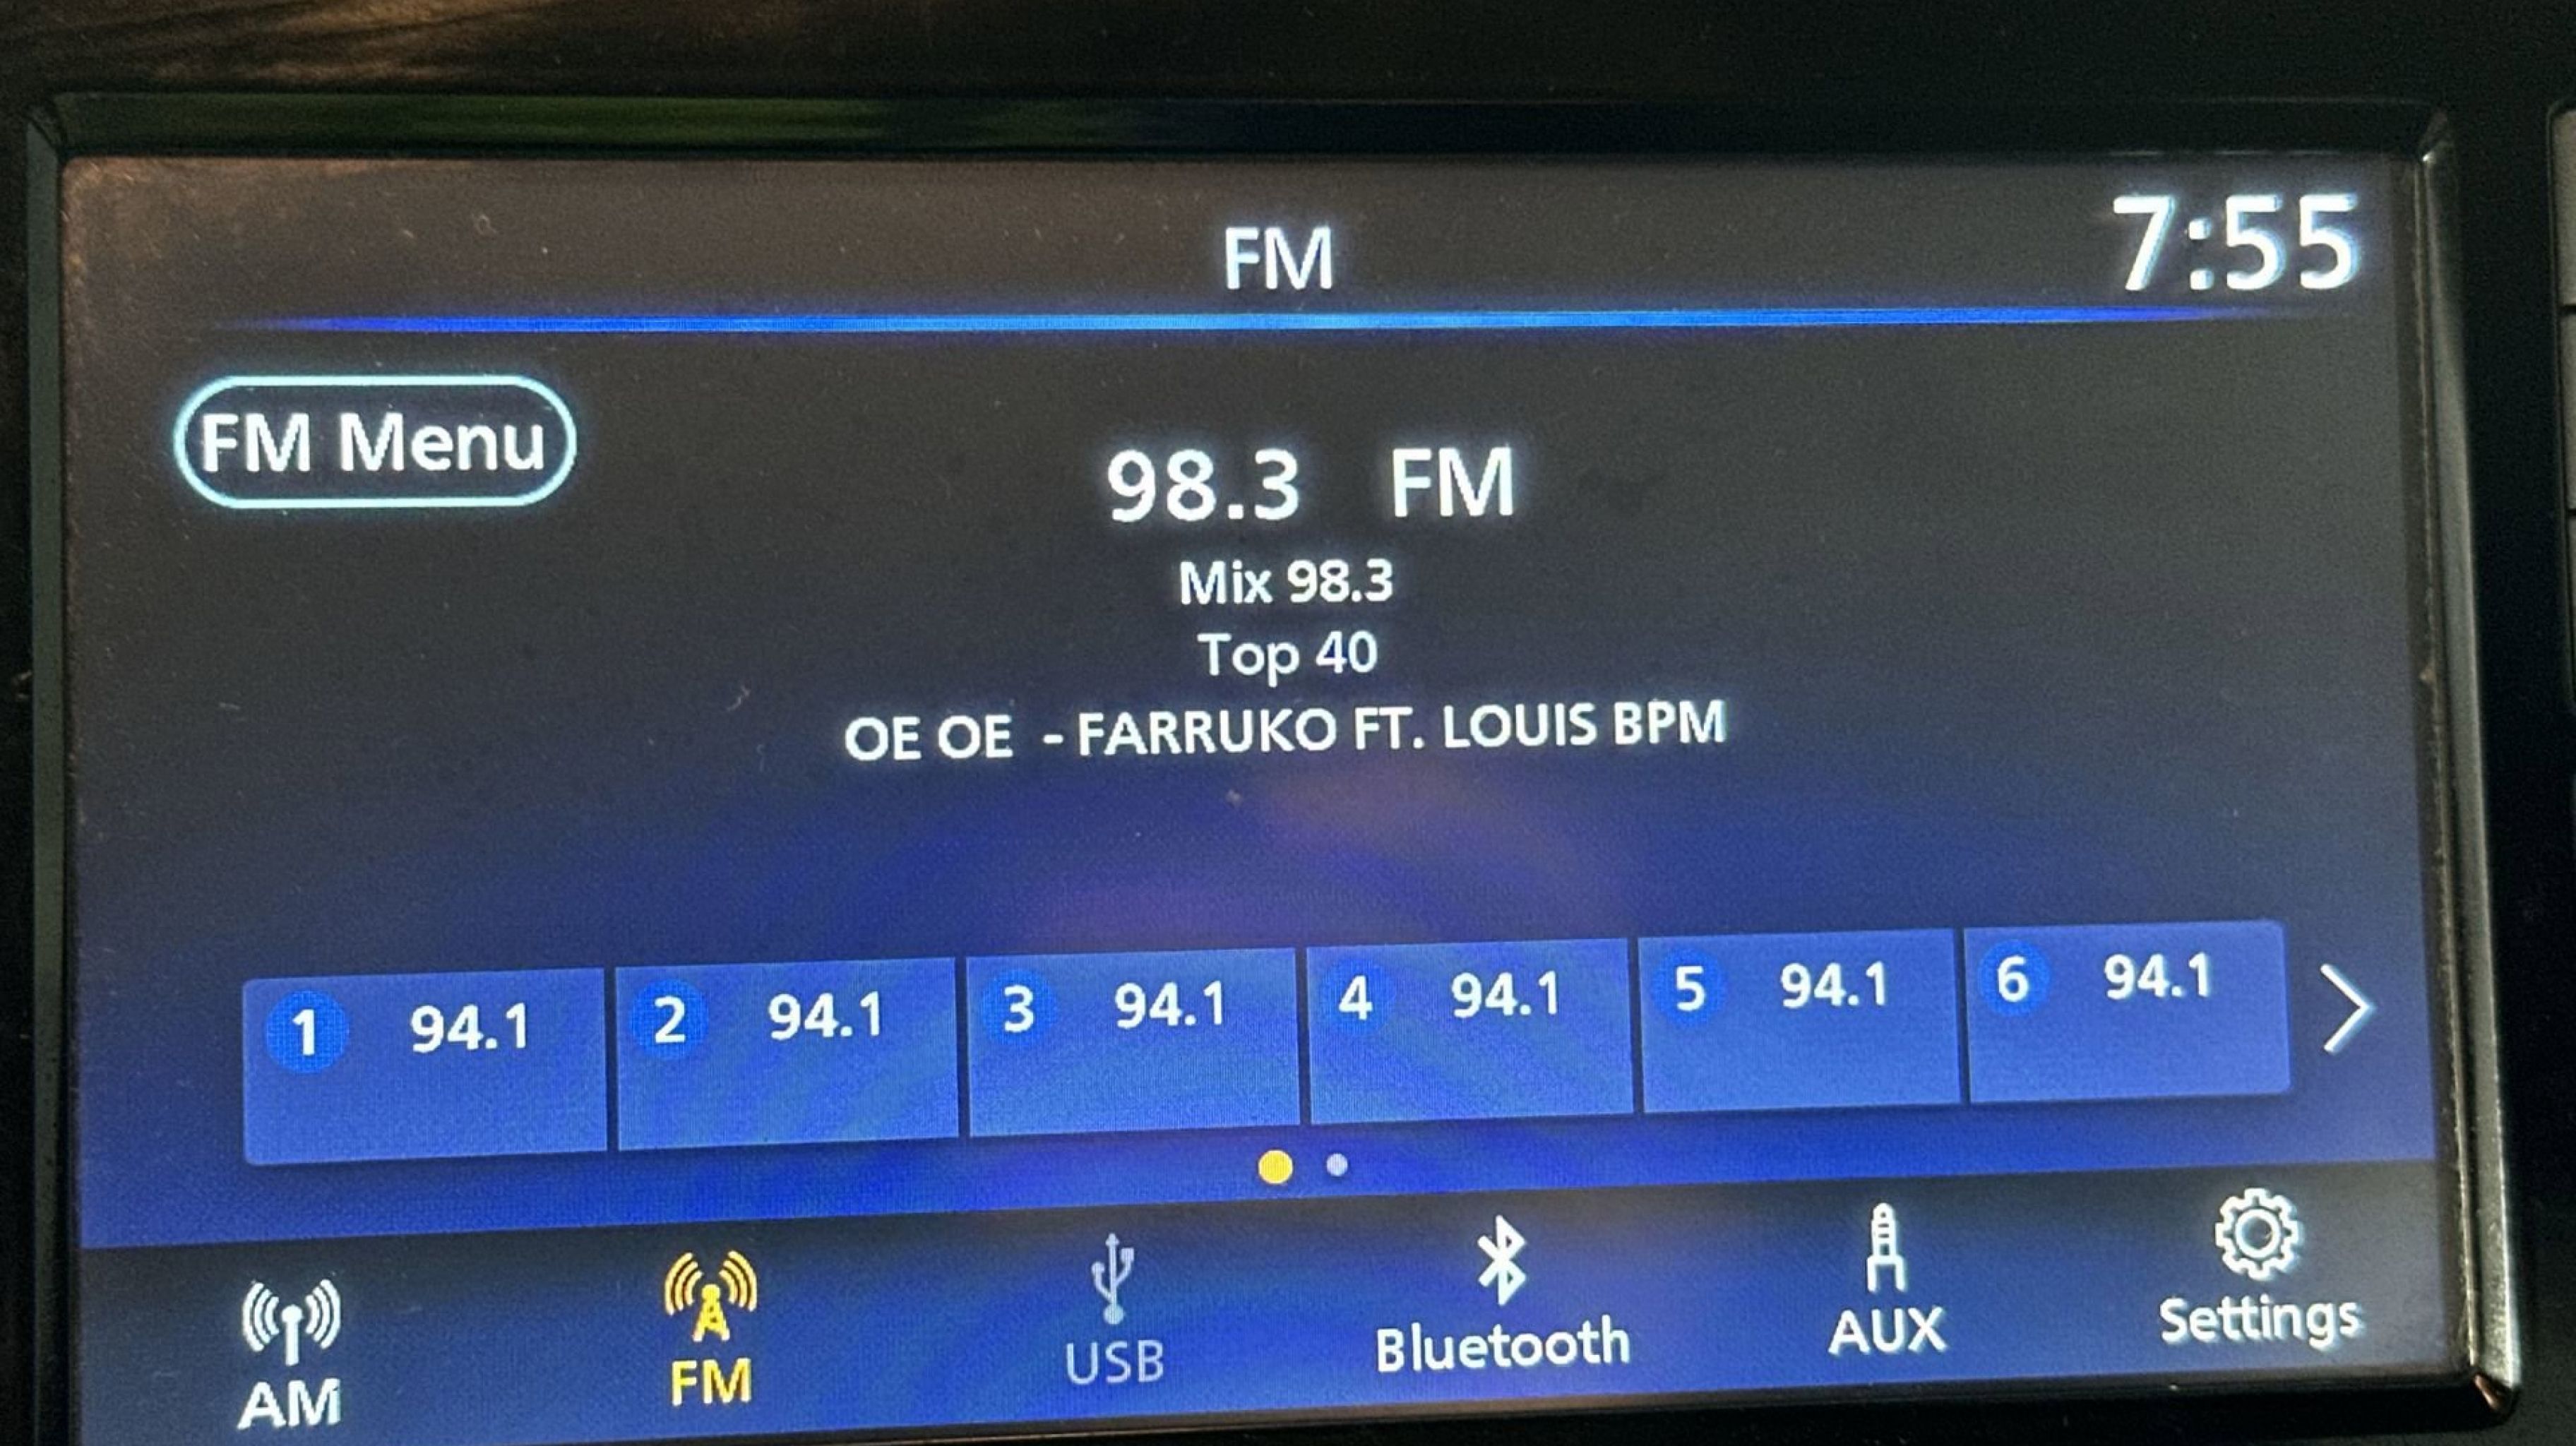 FM
7:55
FM Menu
98.3 FM
Mix 98.3
Top 40
OE OE - FARRUKO FT. LOUIS BPM
1 94.1 2 94.1 3 94.1 4 94.1 5 94.1 6 94.1
AM FM USB Bluetooth AUX Settings